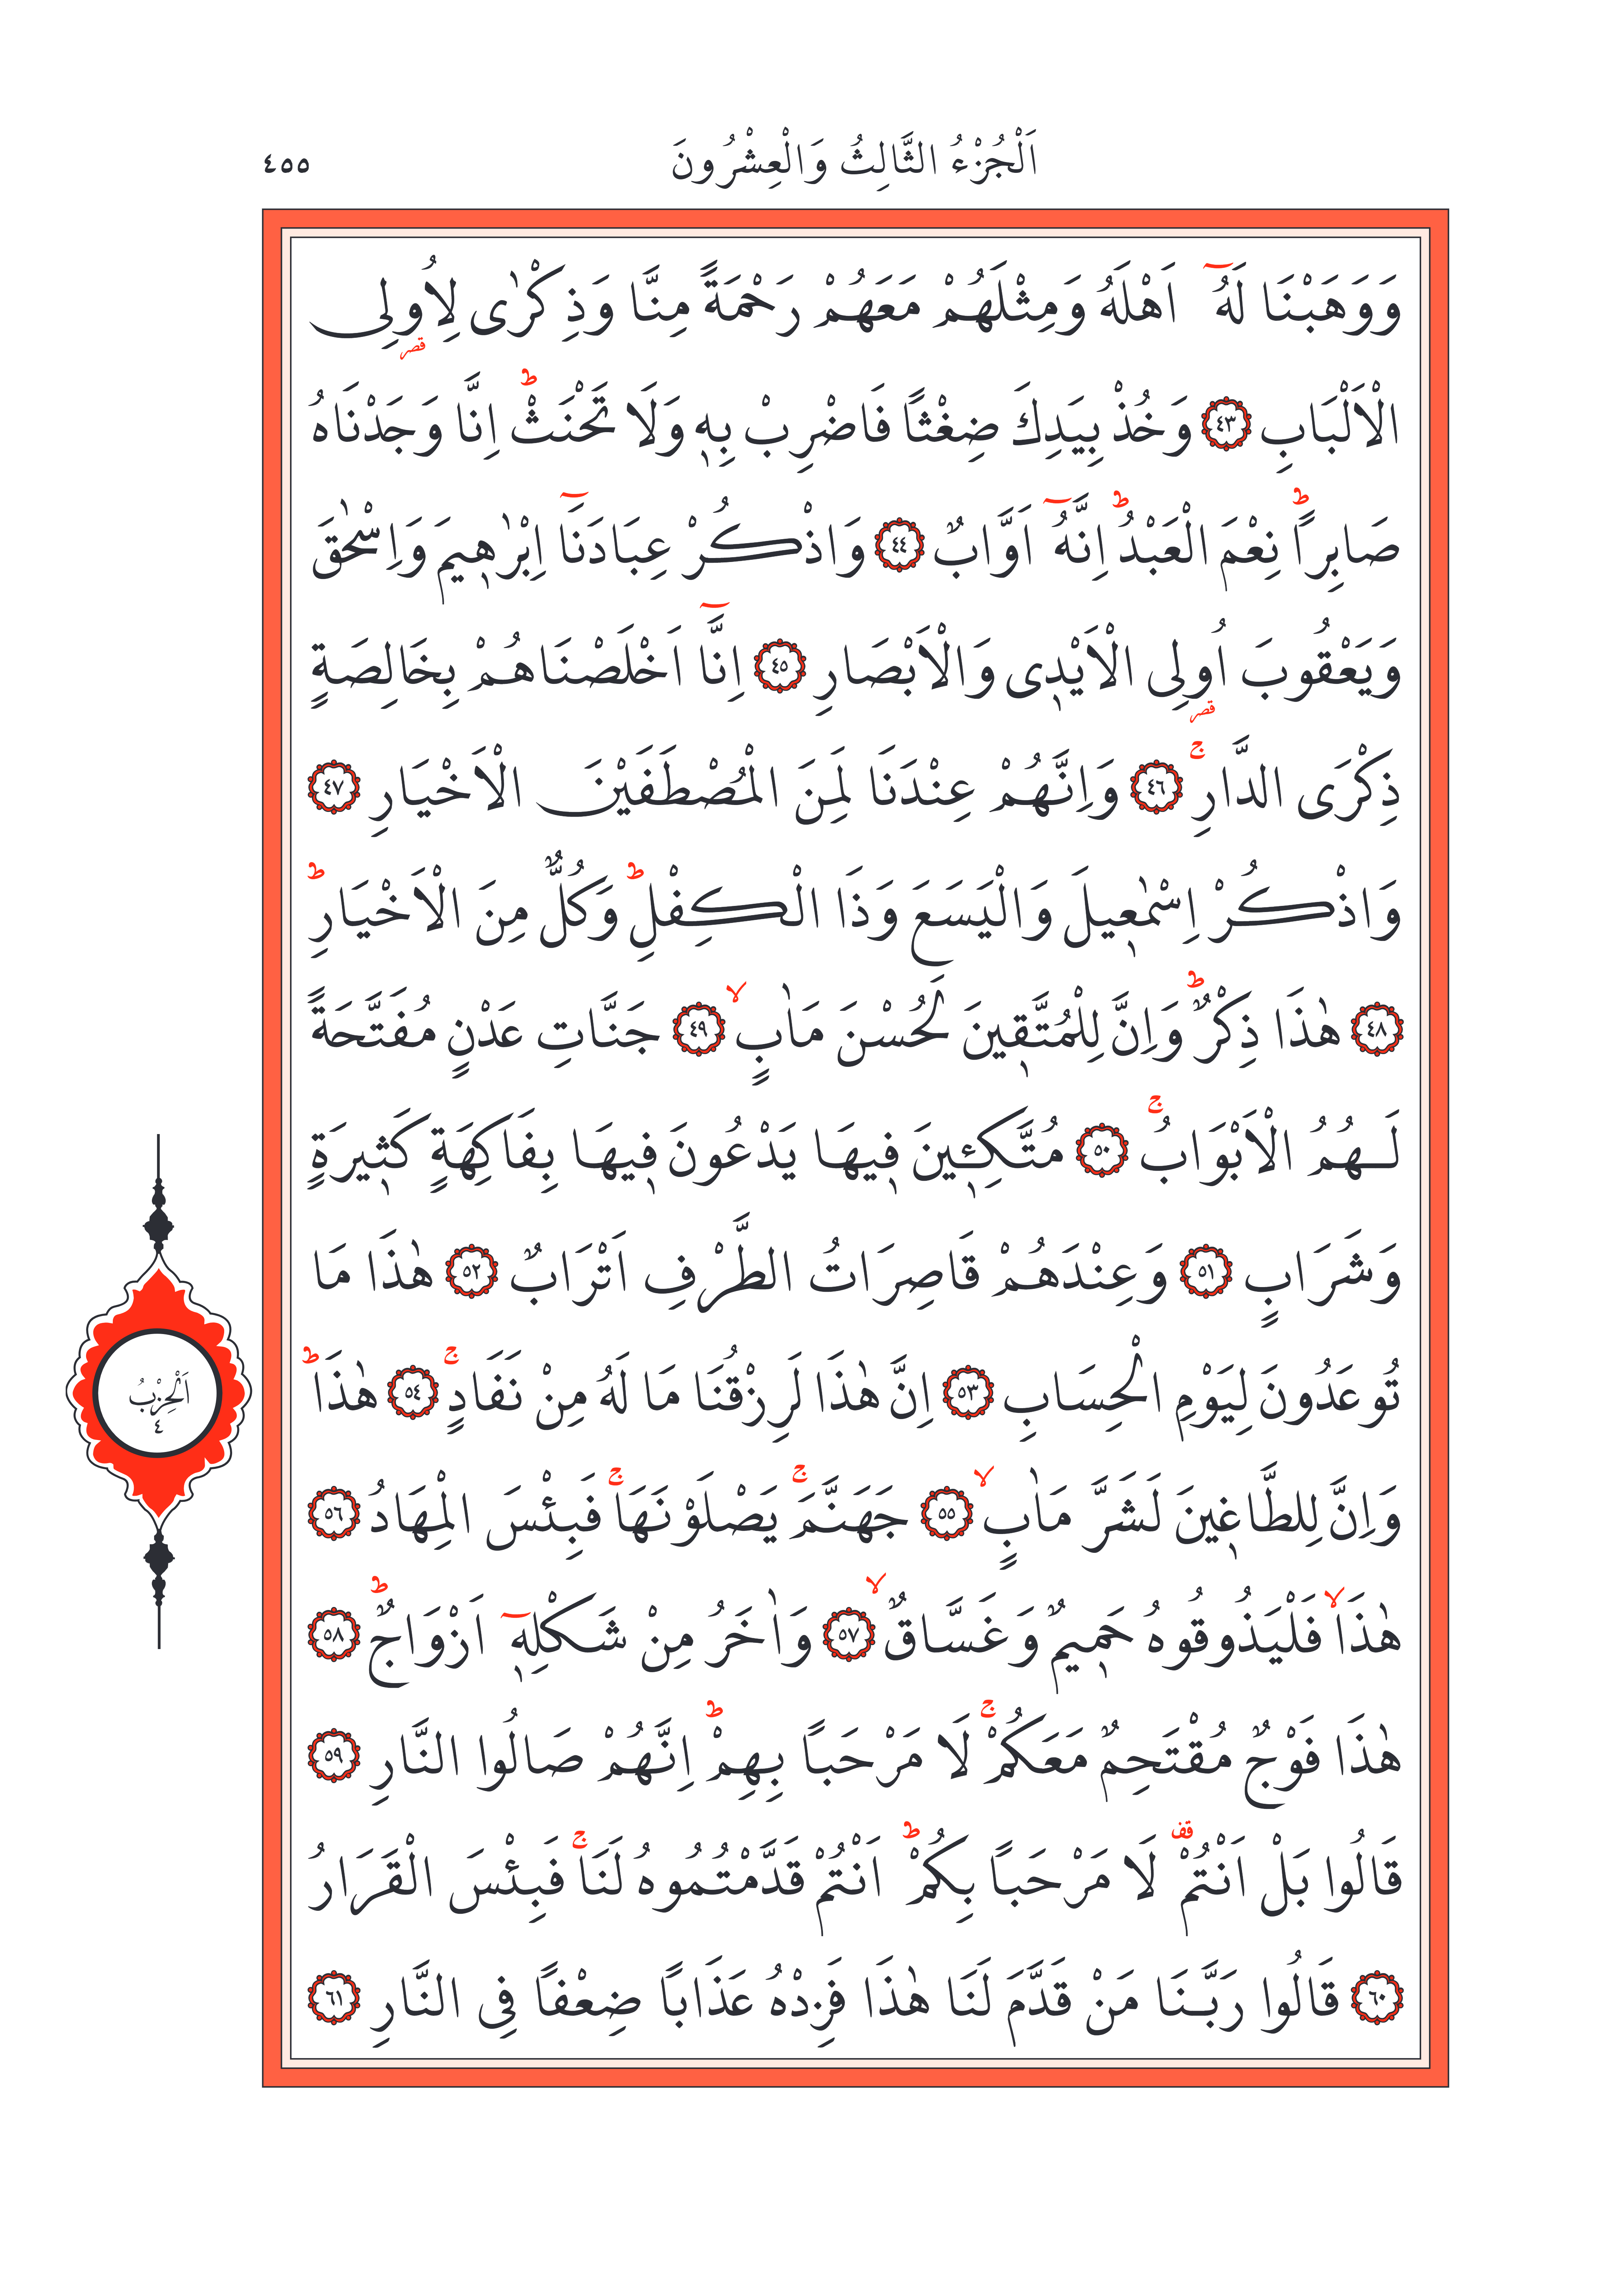 اَلْجُزْءُ الثَّالِثُ وَالْعِشْرُونَ
٤٥٥
وَوَهَبْنَا لَهُٓ اَهْلَهُ وَمِثْلَهُمْ مَعَهُمْ رَحْمَةً مِنَّا وَذِكْرٰى لِاُو۬لِى
قصر
الْاَلْبَابِ ﴿٤٣﴾ وَخُذْ بِيَدِكَ ضِغْثًا فَاضْرِبْ بِهٖ وَلَا تَحْنَثْؕ اِنَّا وَجَدْنَاهُ
صَابِرًاؕ نِعْمَ الْعَبْدُؕ اِنَّهُٓ اَوَّابٌ ﴿٤٤﴾ وَاذْكُرْ عِبَادَنَٓا اِبْرٰهٖيمَ وَاِسْحٰقَ
وَيَعْقُوبَ اُولِى الْاَيْدٖى وَالْاَبْصَارِ ﴿٤٥﴾ اِنَّٓا اَخْلَصْنَاهُمْ بِخَالِصَةٍ
قصر
ذِكْرَى الدَّارِۚ ﴿٤٦﴾ وَاِنَّهُمْ عِنْدَنَا لَمِنَ الْمُصْطَفَيْنَ الْاَخْيَارِ ﴿٤٧﴾
وَاذْكُرْ اِسْمٰعٖيلَ وَالْيَسَعَ وَذَا الْكِفْلِؕ وَكُلٌّ مِنَ الْاَخْيَارِؕ
﴿٤٨﴾ هٰذَا ذِكْرٌؕ وَاِنَّ لِلْمُتَّقٖينَ لَحُسْنَ مَاٰبٍۙ ﴿٤٩﴾ جَنَّاتِ عَدْنٍ مُفَتَّحَةً
لَهُمُ الْاَبْوَابُۚ ﴿٥٠﴾ مُتَّكِـٖٔينَ فٖيهَا يَدْعُونَ فٖيهَا بِفَاكِهَةٍ كَثٖيرَةٍ
وَشَرَابٍ ﴿٥١﴾ وَعِنْدَهُمْ قَاصِرَاتُ الطَّرْفِ اَتْرَابٌ ﴿٥٢﴾ هٰذَا مَا
تُوعَدُونَ لِيَوْمِ الْحِسَابِ ﴿٥٣﴾ اِنَّ هٰذَا لَرِزْقُنَا مَا لَهُ مِنْ نَفَادٍۚ ﴿٥٤﴾ هٰذَاؕ
وَاِنَّ لِلطَّاغٖينَ لَشَرَّ مَاٰبٍۙ ﴿٥٥﴾ جَهَنَّمَۚ يَصْلَوْنَهَاۚ فَبِئْسَ الْمِهَادُ ﴿٥٦﴾
هٰذَاۙ فَلْيَذُوقُوهُ حَمٖيمٌ وَغَسَّاقٌۙ ﴿٥٧﴾ وَاٰخَرُ مِنْ شَكْلِهٖٓ اَزْوَاجٌؕ ﴿٥٨﴾
هٰذَا فَوْجٌ مُقْتَحِمٌ مَعَكُمْۚ لَا مَرْحَبًا بِهِمْؕ اِنَّهُمْ صَالُوا النَّارِ ﴿٥٩﴾
قَالُوا بَلْ اَنْتُمْ۠ لَا مَرْحَبًا بِكُمْؕ اَنْتُمْ قَدَّمْتُمُوهُ لَنَاۚ فَبِئْسَ الْقَرَارُ
قف
﴿٦٠﴾ قَالُوا رَبَّنَا مَنْ قَدَّمَ لَنَا هٰذَا فَزِدْهُ عَذَابًا ضِعْفًا فِى النَّارِ ﴿٦١﴾
اَلْحِزْبُ
٤